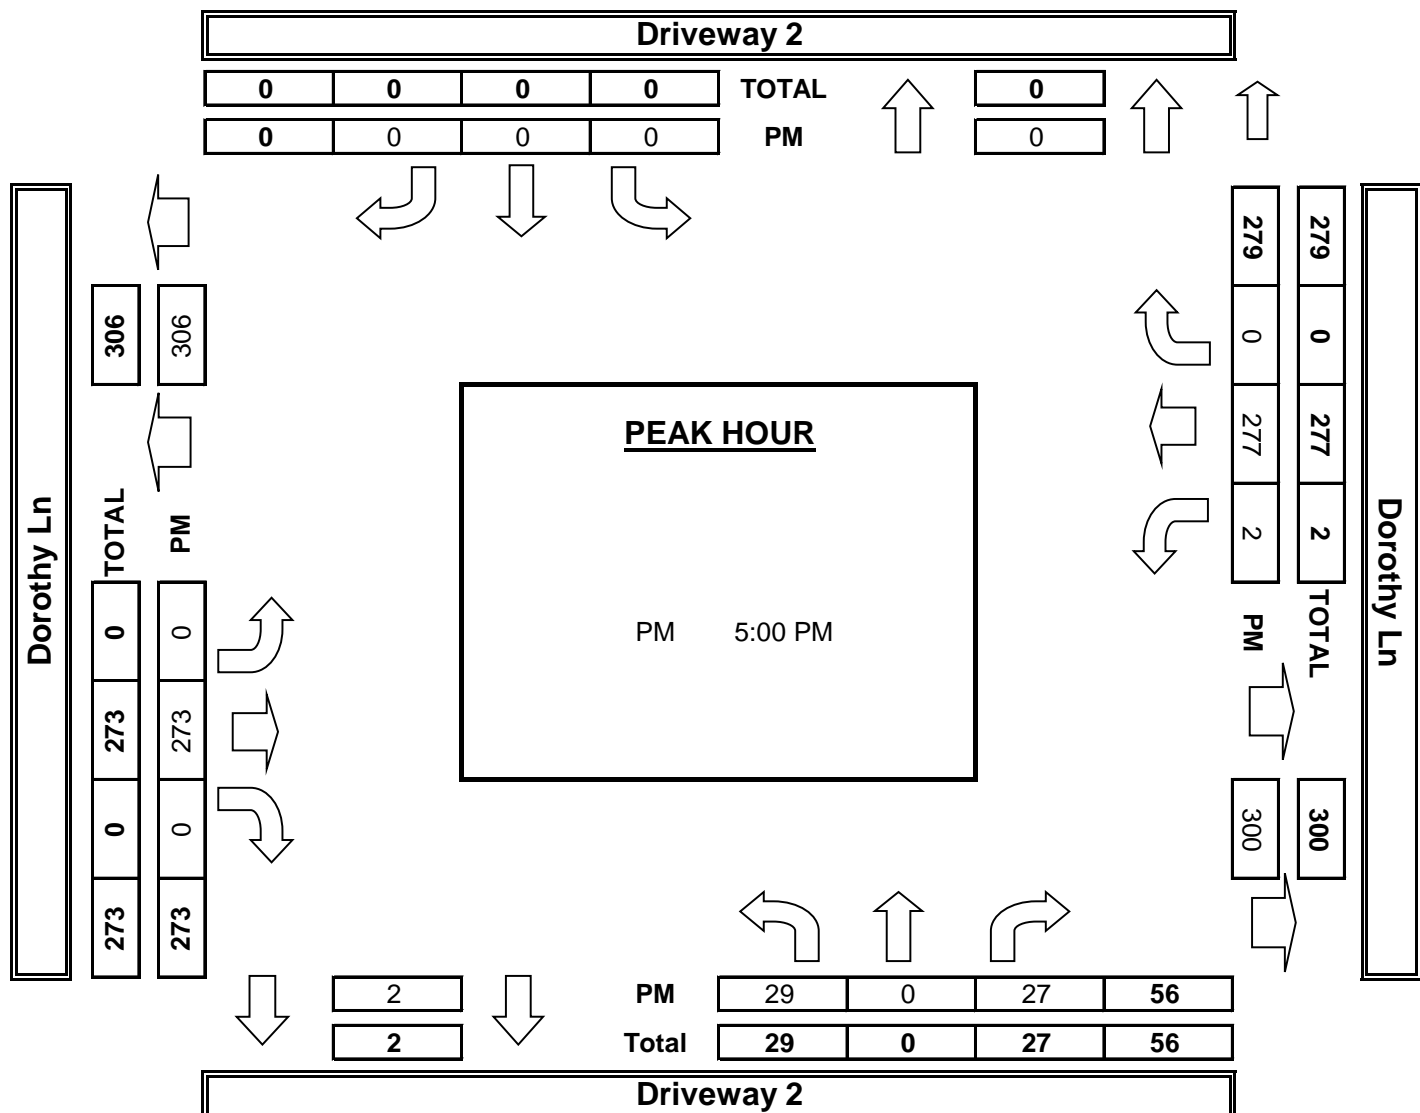 Driveway 2
0 0 0 0 TOTAL 0
0 0 0 0 PM 0
Dorothy Ln
306 306
TOTAL PM
0 0
273 273
0 0
273 273
PEAK HOUR
PM 5:00 PM
279 279
0 0
277 277
2 2
PM TOTAL
300 300
Dorothy Ln
2 PM 29 0 27 56
2 Total 29 0 27 56
Driveway 2